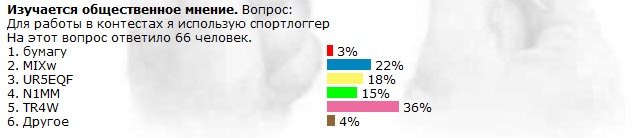 Изучается общественное мнение. Вопрос:
Для работы в контестах я использую спортлоггер
На этот вопрос ответило 66 человек.
1. бумагу 3%
2. MIXw 22%
3. UR5EQF 18%
4. N1MM 15%
5. TR4W 36%
6. Другое 4%